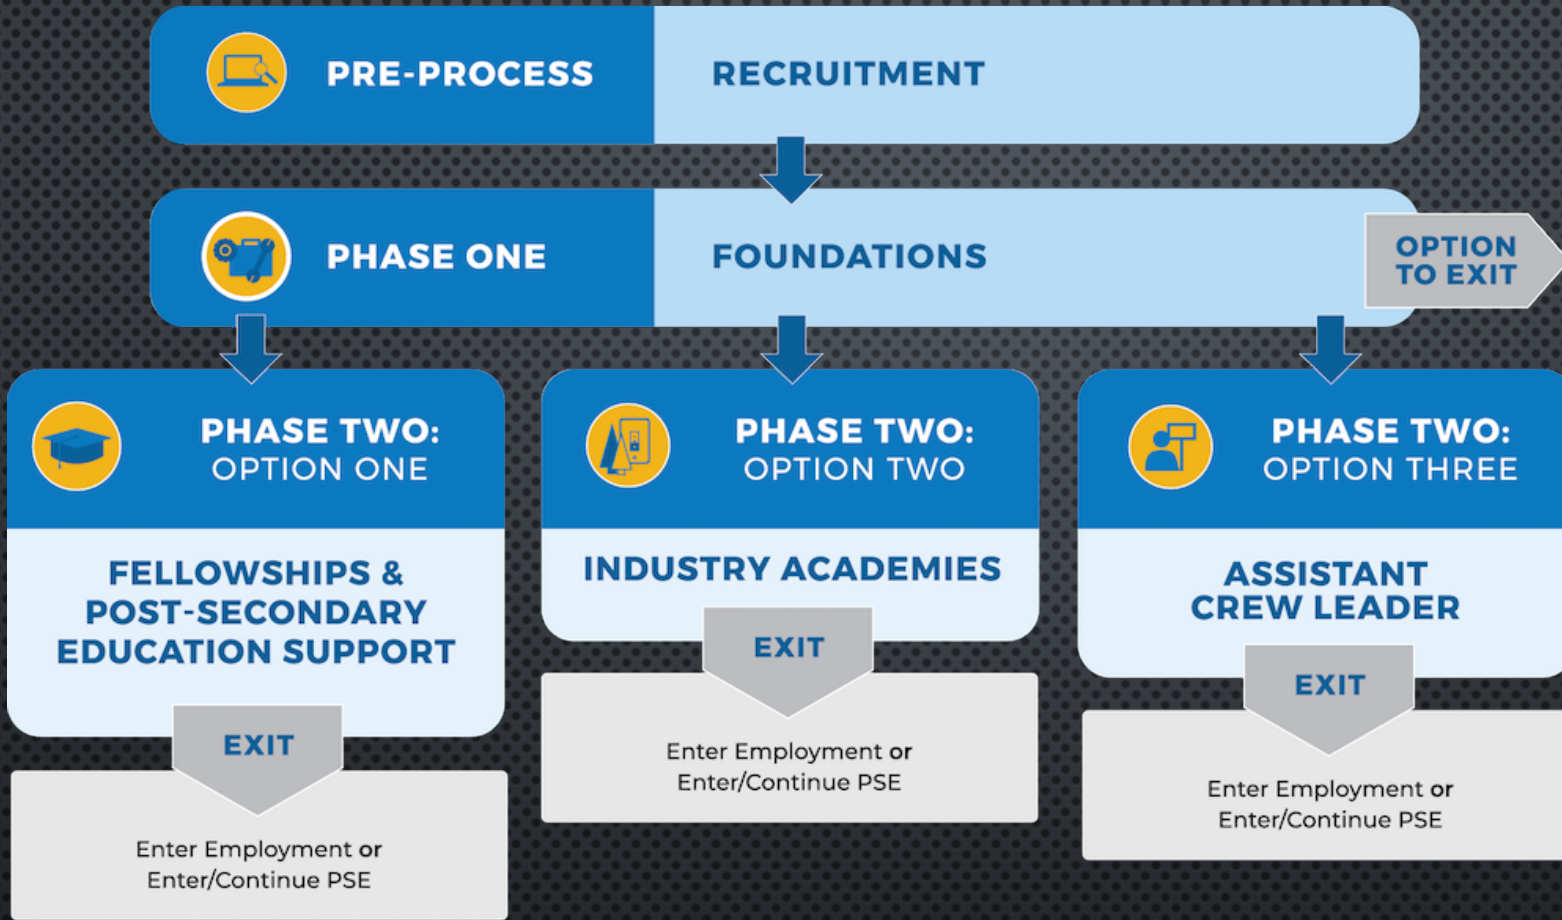 PRE-PROCESS
RECRUITMENT
PHASE ONE
FOUNDATIONS
OPTION
TO EXIT
PHASE TWO:
OPTION ONE
FELLOWSHIPS &
POST-SECONDARY
EDUCATION SUPPORT
EXIT
Enter Employment or
Enter/Continue PSE
PHASE TWO:
OPTION TWO
INDUSTRY ACADEMIES
EXIT
Enter Employment or
Enter/Continue PSE
PHASE TWO:
OPTION THREE
ASSISTANT
CREW LEADER
EXIT
Enter Employment or
Enter/Continue PSE